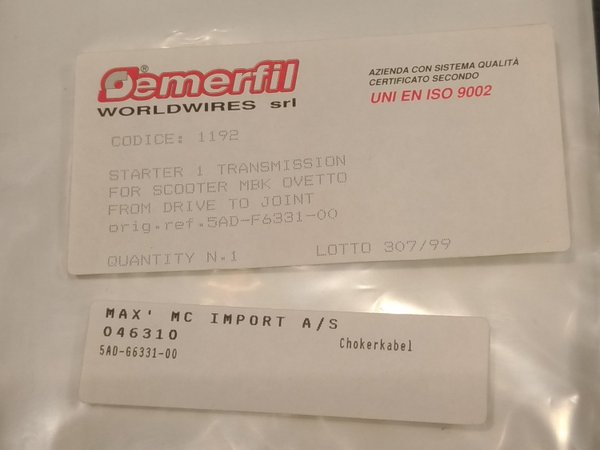 ®
Semerfil
WORLDWIRES srl
AZIENDA CON SISTEMA QUALITÀ
CERTIFICATO SECONDO
UNI EN ISO 9002
CODICE: 1192
STARTER 1 TRANSMISSION
FOR SCOOTER MBK OVETTO
FROM DRIVE TO JOINT
orig.ref.5AD-F6331-00
QUANTITY N.1 LOTTO 307/99
MAX' MC IMPORT A/S
046310
5AD-66331-00 Chokerkabel